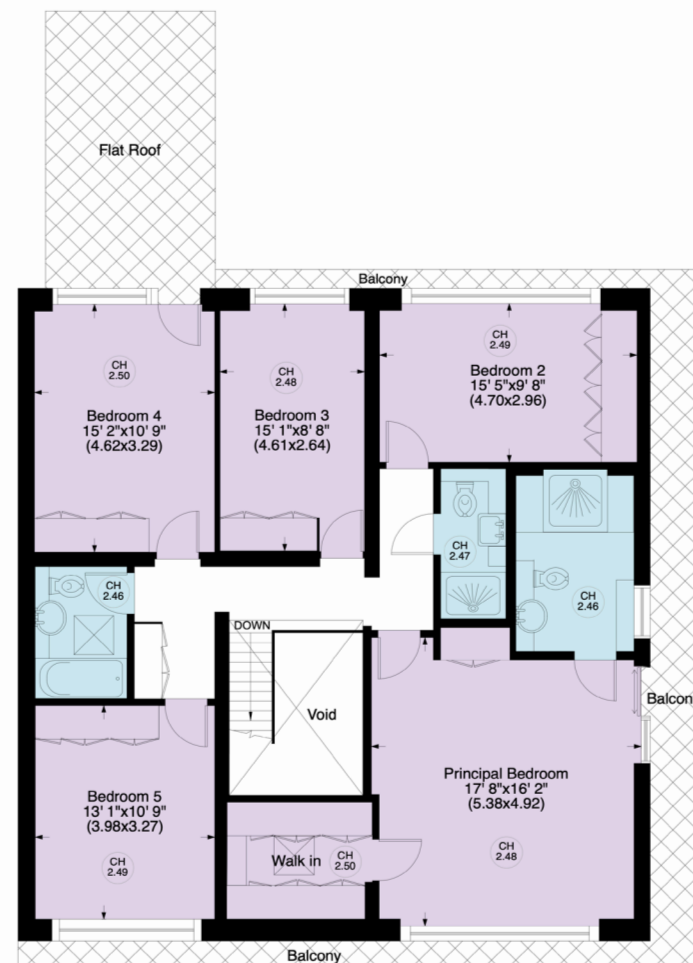 Flat Roof
Balcony
CH
2.50
Bedroom 4
15' 2"x10' 9"
(4.62x3.29)
CH
2.48
Bedroom 3
15' 1"x8' 8"
(4.61x2.64)
CH
2.49
Bedroom 2
15' 5"x9' 8"
(4.70x2.96)
CH
2.46
CH
2.47
CH
2.46
DOWN
Void
Balcon
Bedroom 5
13' 1"x10' 9"
(3.98x3.27)
CH
2.49
Walk in
CH
2.50
Principal Bedroom
17' 8"x16' 2"
(5.38x4.92)
CH
2.48
Balcony